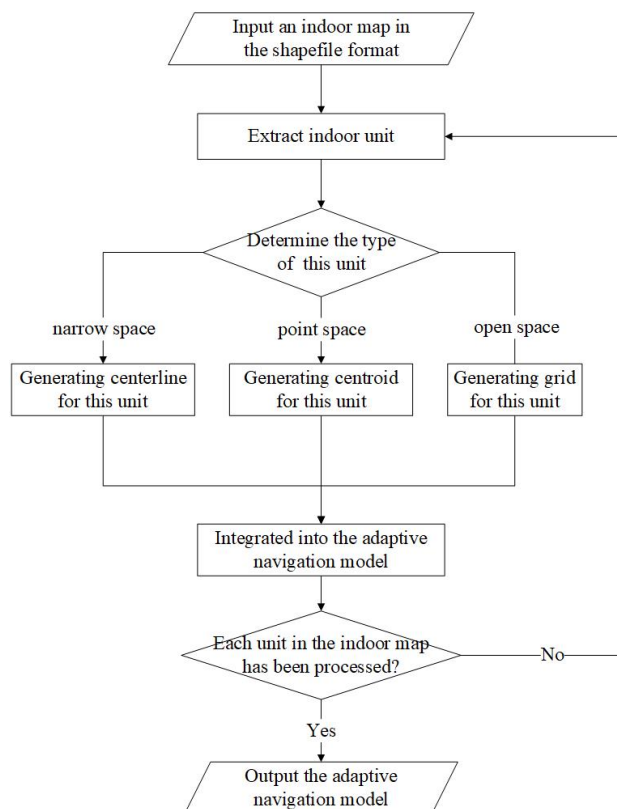 Input an indoor map in
the shapefile format
Extract indoor unit
Determine the type
of this unit
narrow space
point space
open space
Generating centerline
for this unit
Generating centroid
for this unit
Generating grid
for this unit
Integrated into the adaptive
navigation model
Each unit in the indoor map
has been processed?
No
Yes
Output the adaptive
navigation model